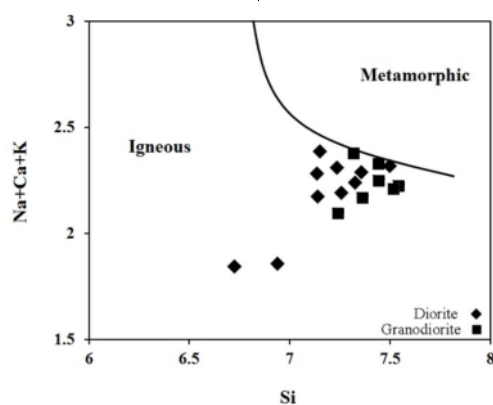 3
Metamorphic
2.5
Igneous
Na+Ca+K
2
Diorite
Granodiorite
1.5
6 6.5 7 7.5 8
Si